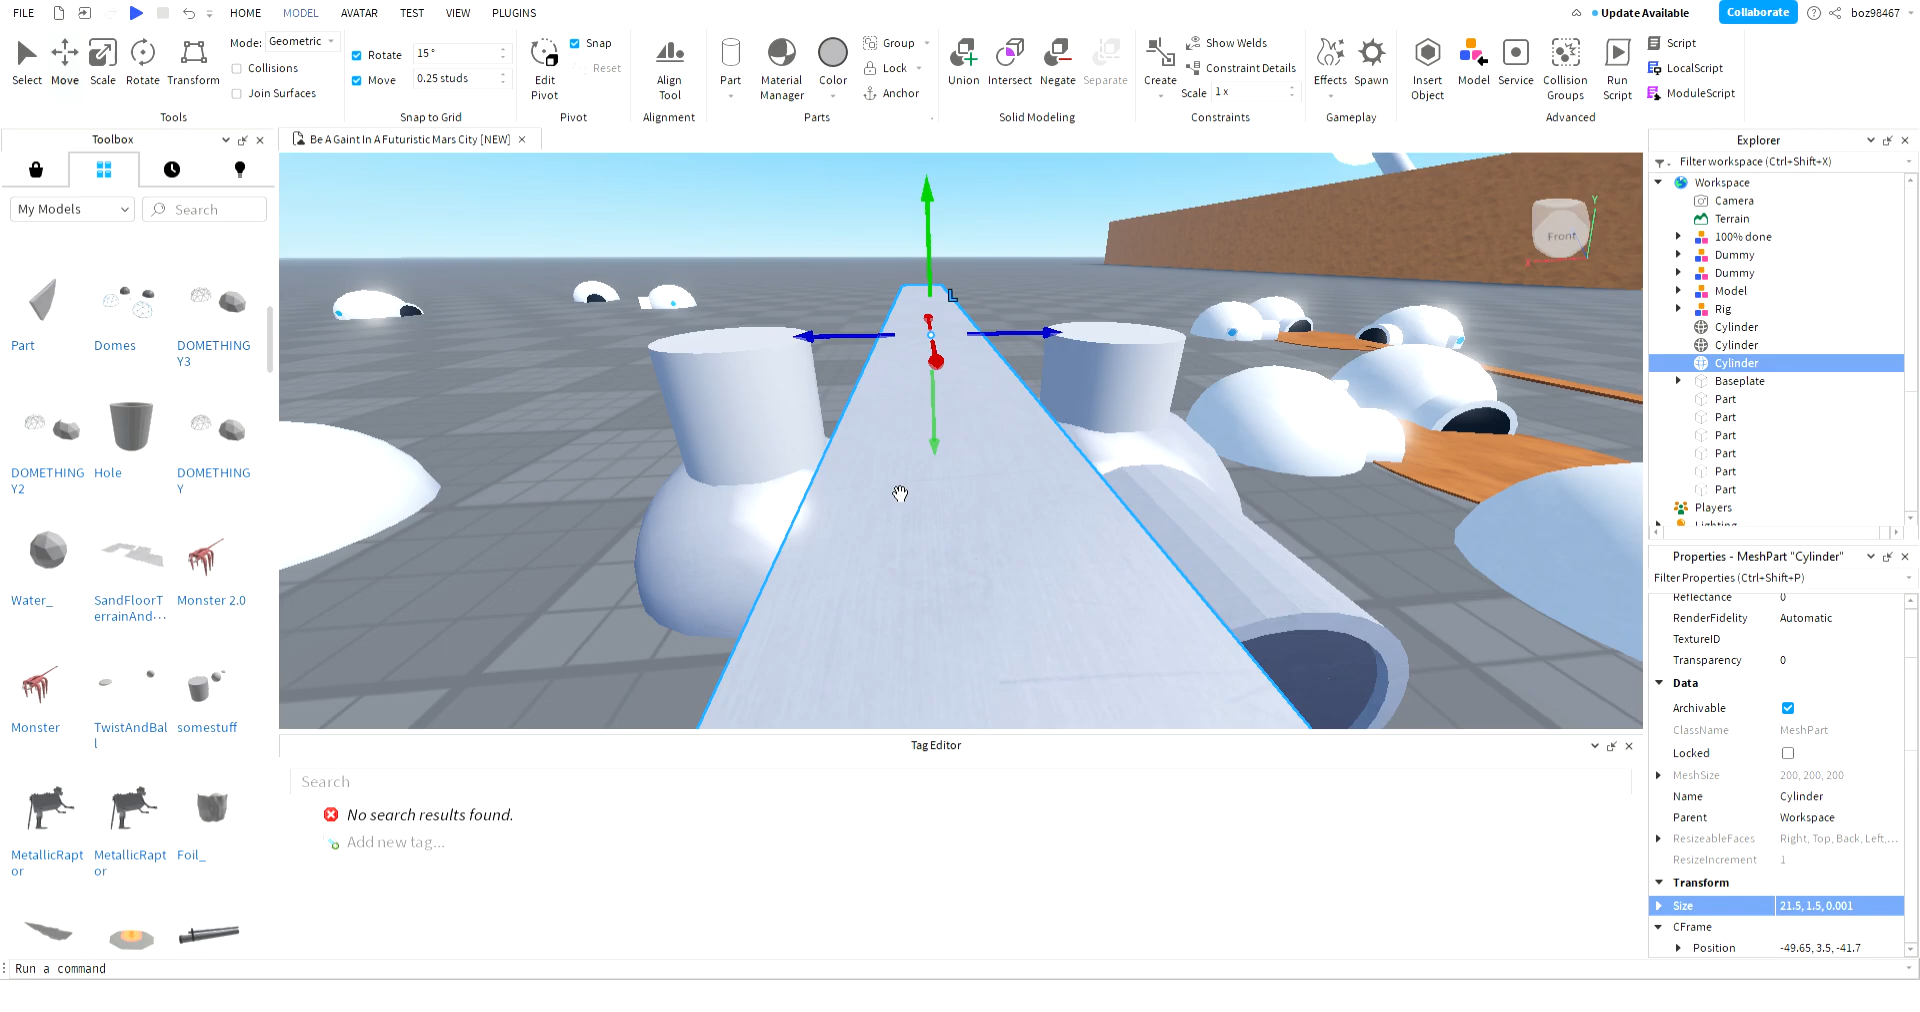 FILE HOME MODEL AVATAR TEST VIEW PLUGINS Update Available Collaborate boz98467
Select Move Scale Rotate Transform
Mode: Geometric
Collisions
Join Surfaces
Tools
Rotate 15°
Move 0.25 studs
Snap to Grid
Edit Pivot
Snap
Reset
Pivot
Align Tool
Alignment
Part Material Manager Color
Group
Lock
Anchor
Parts
Union Intersect Negate Separate
Solid Modeling
Create
Show Welds
Constraint Details
Scale 1 x
Constraints
Effects Spawn
Gameplay
Insert Object Model Service Collision Groups Run Script
Script
LocalScript
ModuleScript
Advanced
Toolbox
My Models Search
Part Domes DOMETHING
Y3
DOMETHING Hole DOMETHING
Y2 Y
Water_ SandFloorT Monster 2.0
errainAnd···
Monster TwistAndBal somestuff
l
MetallicRapt MetallicRapt Foil_
or or
Be A Gaint In A Futuristic Mars City [NEW]
Front
Y
L
Tag Editor
Search
No search results found.
Add new tag...
Explorer
Filter workspace (Ctrl+Shift+X)
Workspace
Camera
Terrain
100% done
Dummy
Dummy
Model
Rig
Cylinder
Cylinder
Cylinder
Baseplate
Part
Part
Part
Part
Part
Part
Players
Lighting
Properties - MeshPart "Cylinder"
Filter Properties (Ctrl+Shift+P)
Reflectance 0
RenderFidelity Automatic
TextureID
Transparency 0
Data
Archivable
ClassName MeshPart
Locked
MeshSize 200, 200, 200
Name Cylinder
Parent Workspace
ResizeableFaces Right, Top, Back, Left,...
ResizeIncrement 1
Transform
Size 21.5, 1.5, 0.001
CFrame
Position -49.65, 3.5, -41.7
Run a command